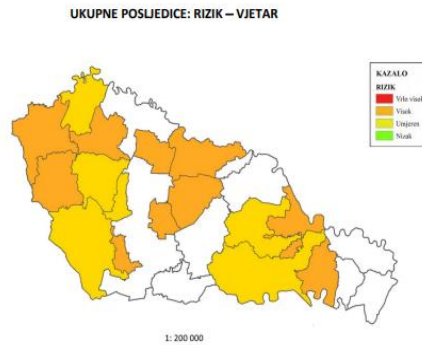 UKUPNE POSLJEDICE: RIZIK – VJETAR
KAZALO
RIZIK
Vrlo visok
Visok
Umjeren
Nizak
1: 200 000